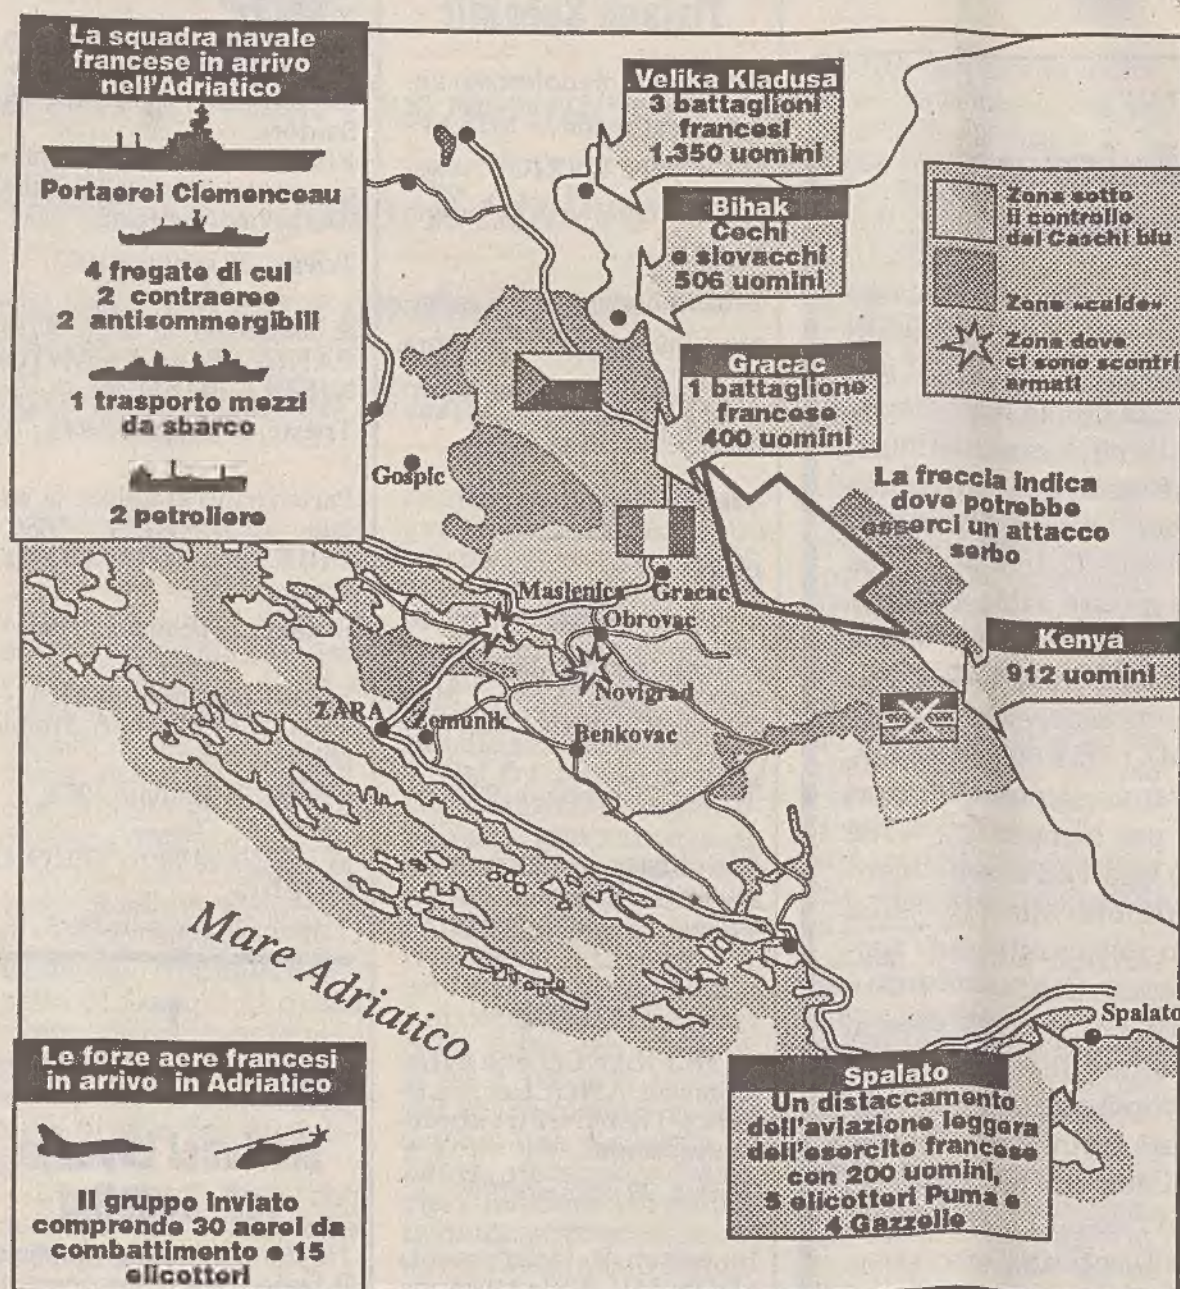 La squadra navale
francese in arrivo
nell'Adriatico
Portaerei Clemenceau
4 fregate di cui
2 contraeree
2 antisommergibili
1 trasporto mezzi
da sbarco
2 petroliere
Velika Kladusa
3 battaglioni
francesi
1.350 uomini
Bihak
Cechi
e slovacchi
506 uomini
Gracac
1 battaglione
francese
400 uomini
Zona sotto
il controllo
dei Caschi blu
Zone «calde»
Zona dove
ci sono scontri
armati
La freccia indica
dove potrebbe
esserci un attacco
serbo
Kenya
912 uomini
Gospic
Maslenica
Gracac
Obrovac
Novigrad
ZARA
Zemunik
Benkovac
Mare Adriatico
Spalato
Spalato
Un distaccamento
dell'aviazione leggera
dell'esercito francese
con 200 uomini,
5 elicotteri Puma e
4 Gazzelle
Le forze aeree francesi
in arrivo in Adriatico
Il gruppo inviato
comprende 30 aerei da
combattimento e 15
elicotteri